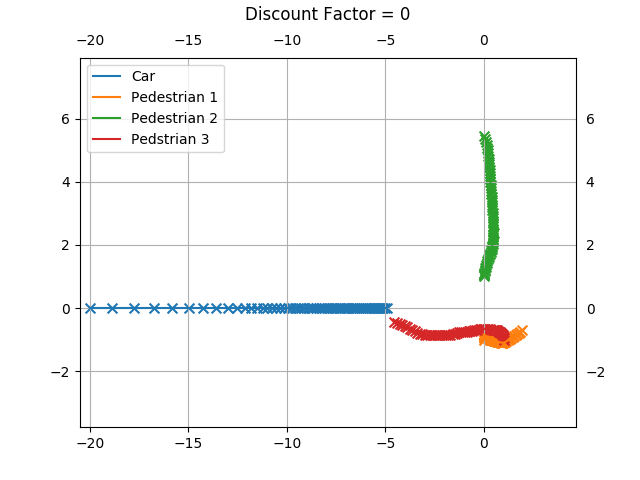 Discount Factor = 0
−20 −15 −10 −5 0
Car
Pedestrian 1
Pedestrian 2
Pedstrian 3
6 6
4 4
2 2
0 0
−2 −2
−20 −15 −10 −5 0